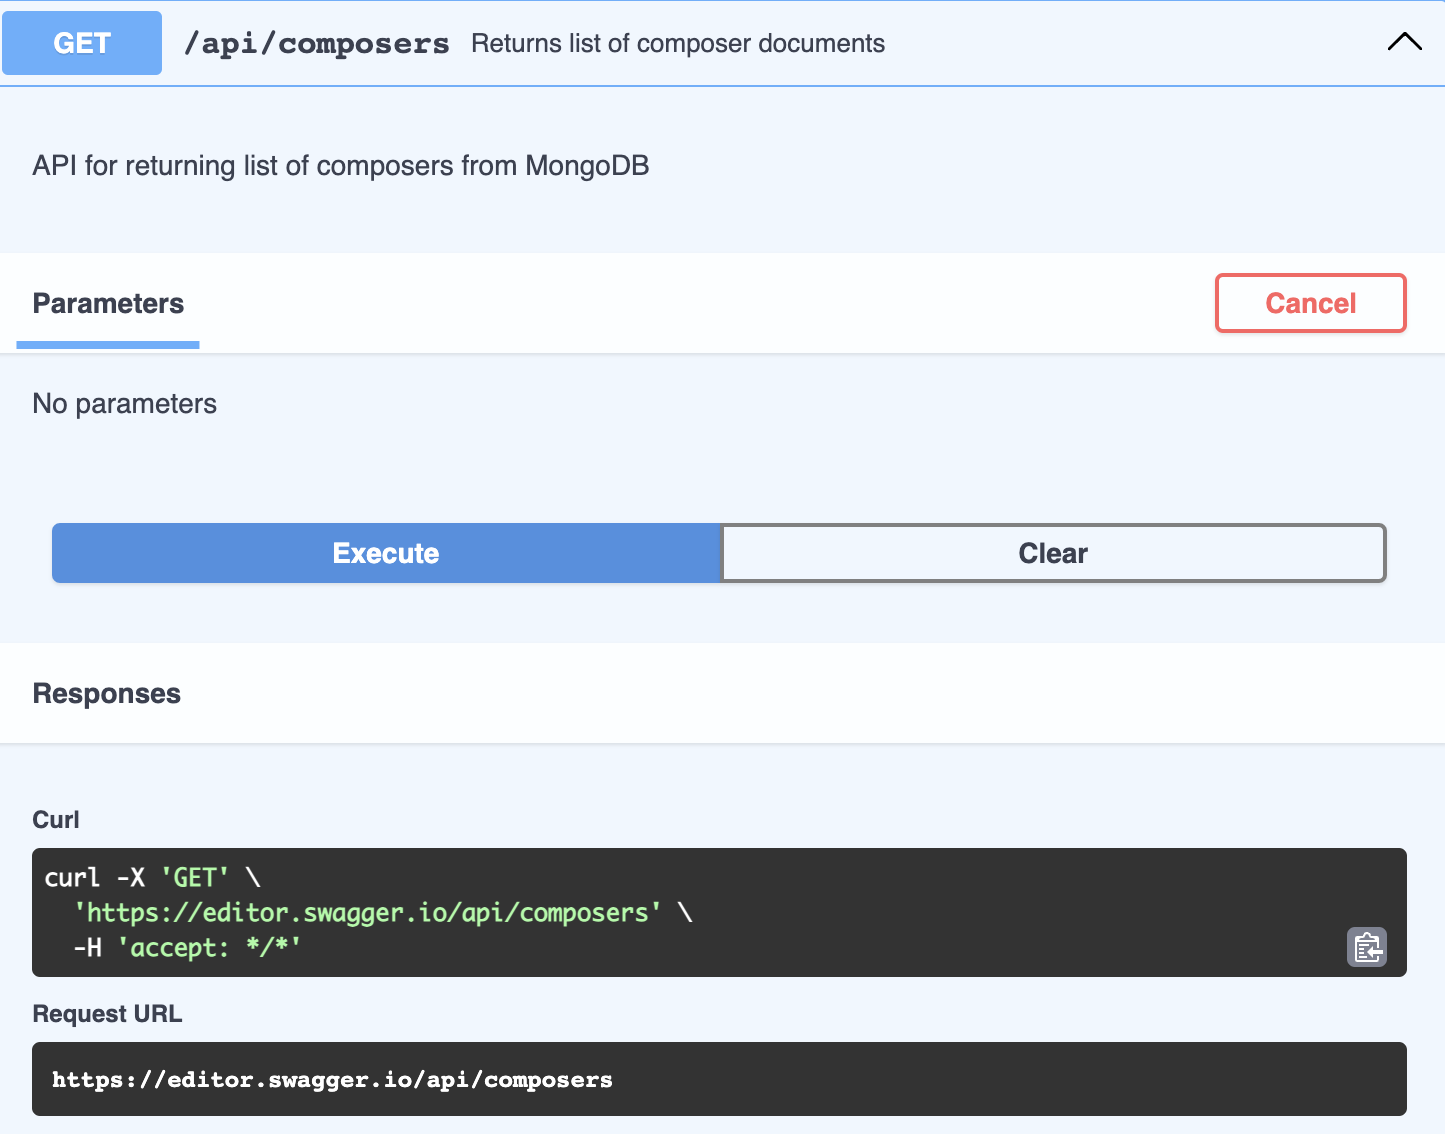 GET /api/composers Returns list of composer documents
API for returning list of composers from MongoDB
Parameters Cancel
No parameters
Execute Clear
Responses
Curl
curl -X 'GET' \
  'https://editor.swagger.io/api/composers' \
  -H 'accept: */*'
Request URL
https://editor.swagger.io/api/composers